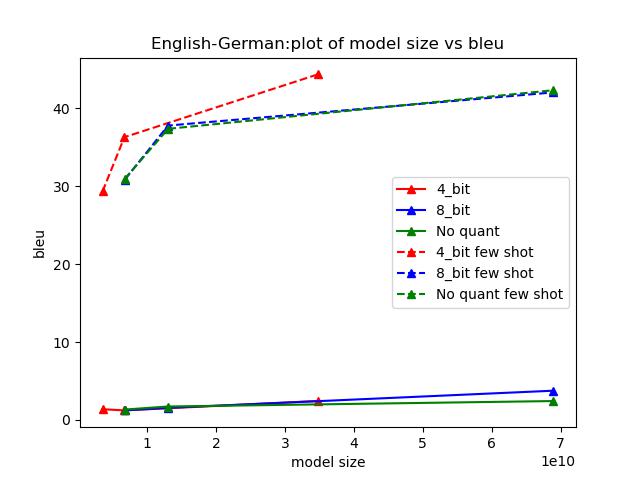 English-German:plot of model size vs bleu
bleu
40
30
20
10
0
4_bit
8_bit
No quant
4_bit few shot
8_bit few shot
No quant few shot
1 2 3 4 5 6 7
model size
1e10